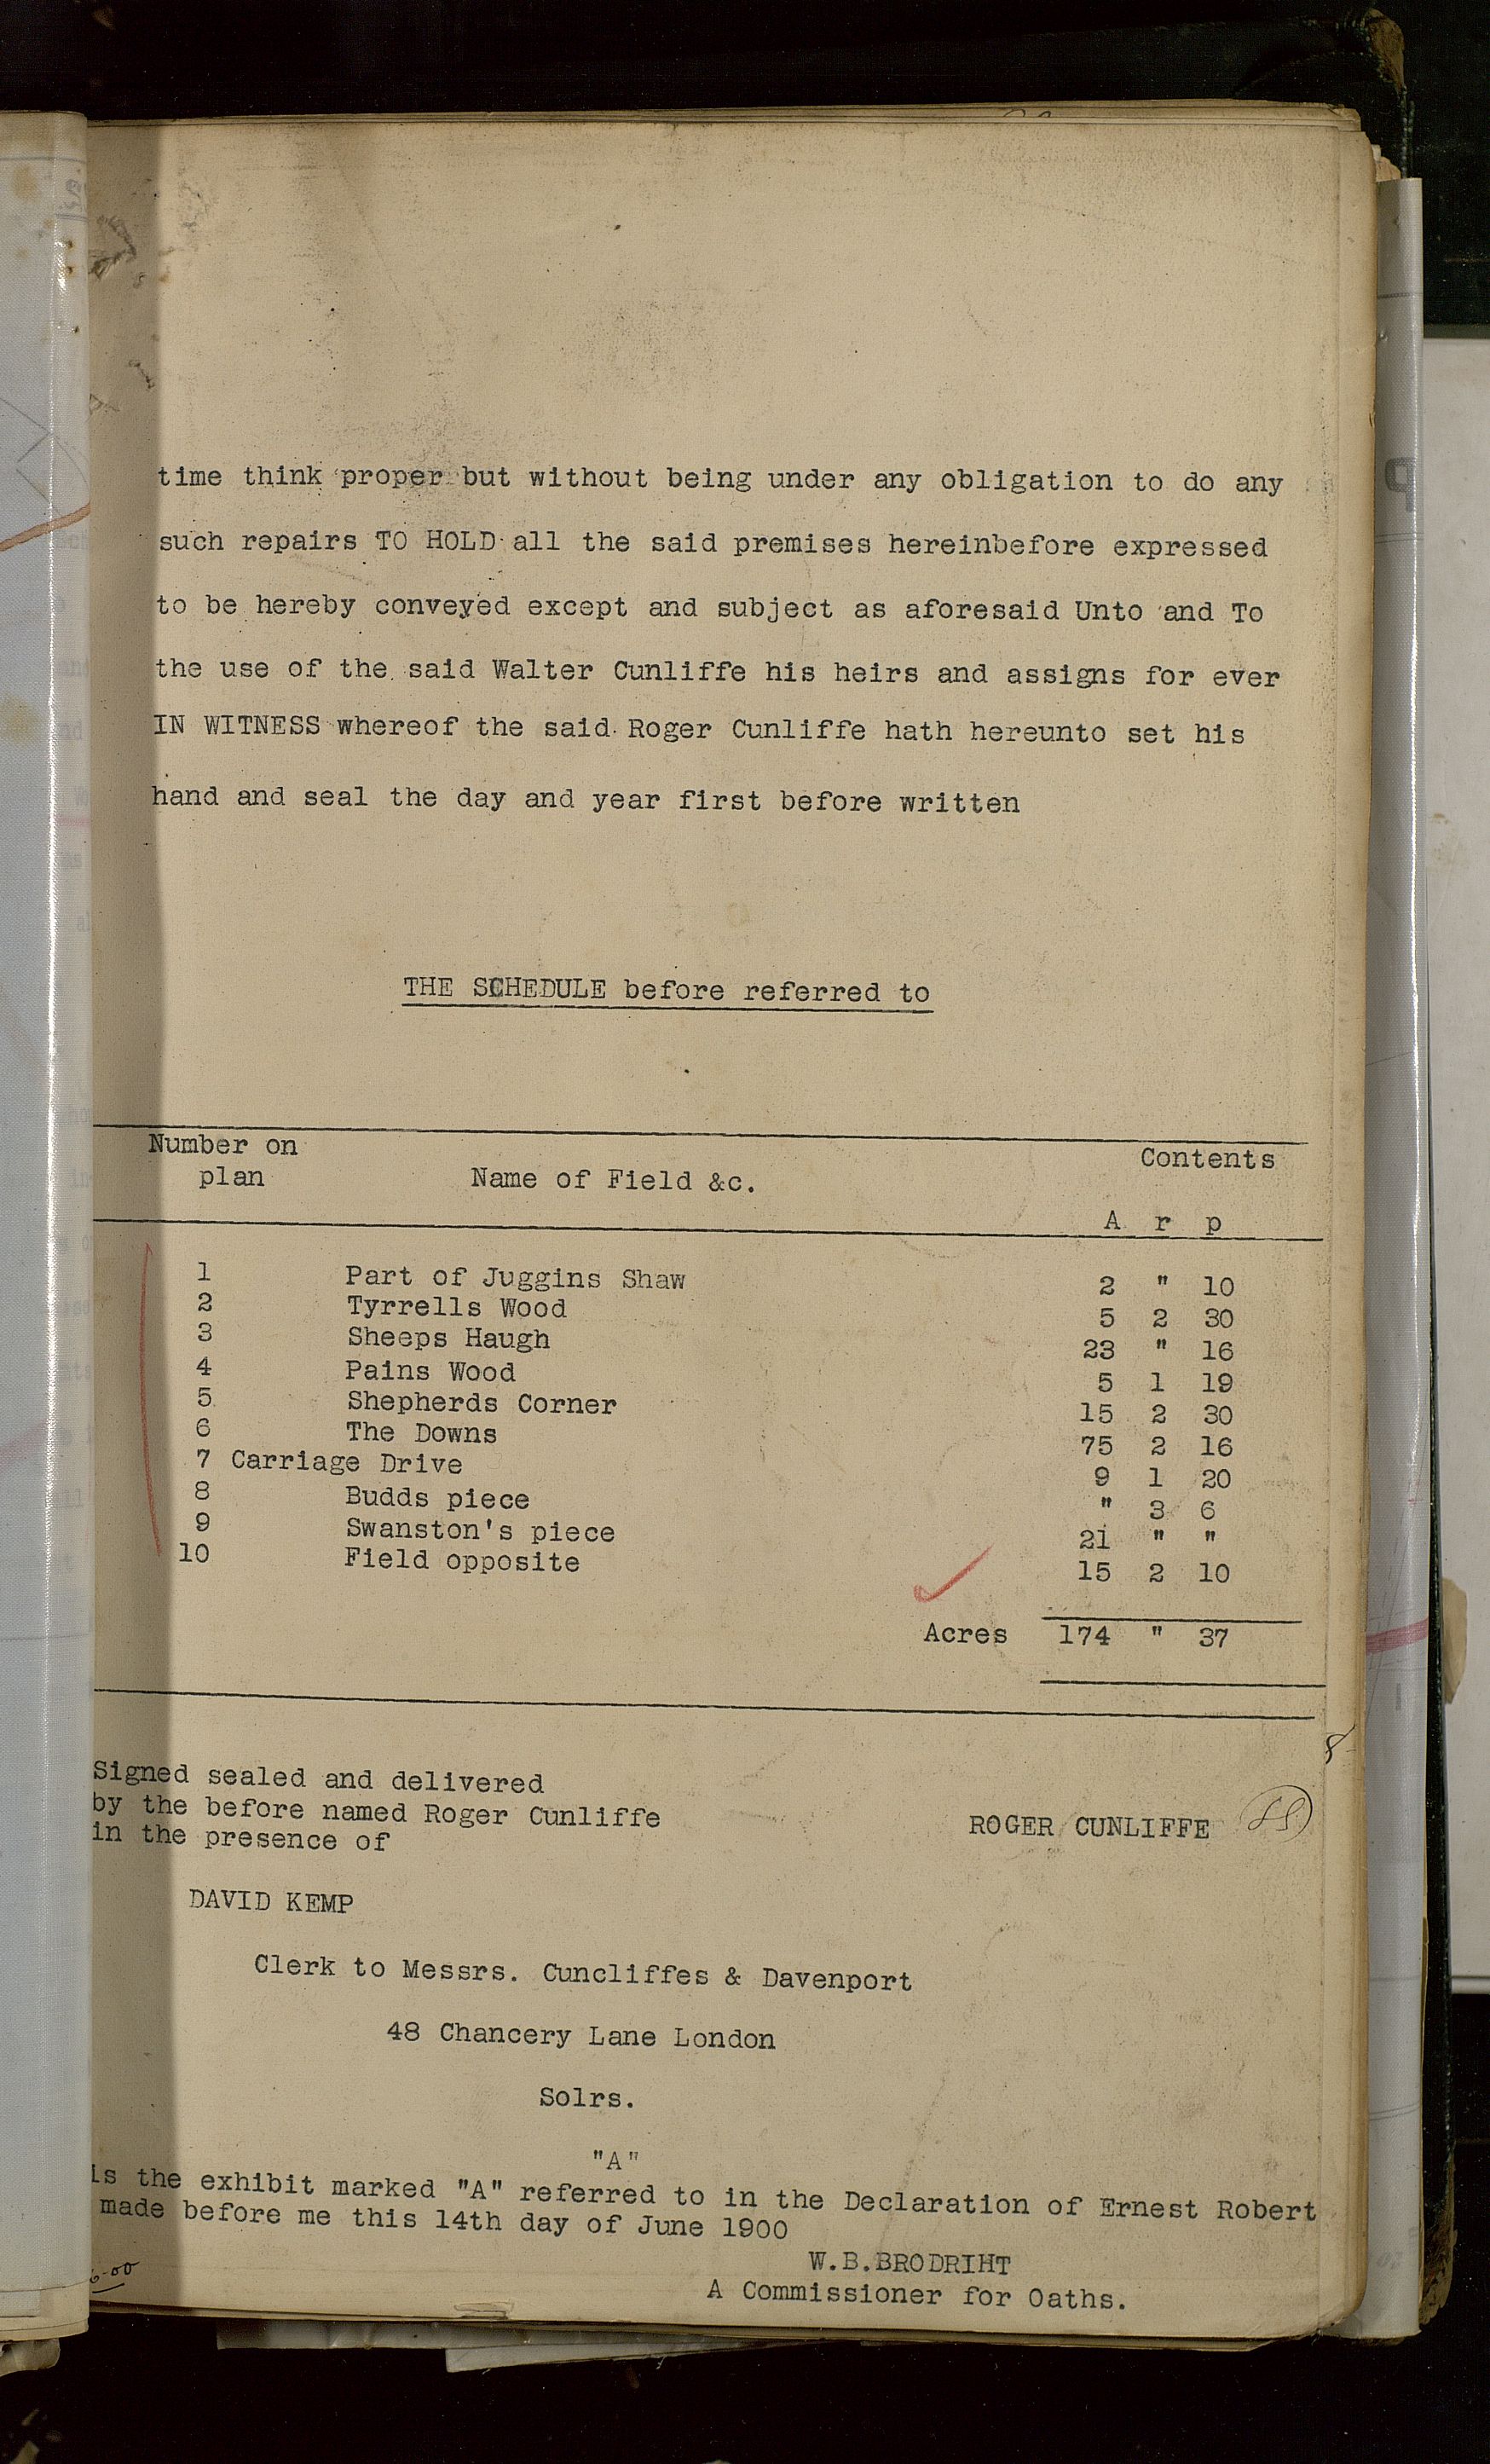 time think proper but without being under any obligation to do any
such repairs TO HOLD all the said premises hereinbefore expressed
to be hereby conveyed except and subject as aforesaid Unto and To
the use of the said Walter Cunliffe his heirs and assigns for ever
IN WITNESS whereof the said Roger Cunliffe hath hereunto set his
hand and seal the day and year first before written
THE SCHEDULE before referred to
Number on plan Name of Field &c. Contents
A r p
1 Part of Juggins Shaw 2 " 10
2 Tyrrells Wood 5 2 30
3 Sheeps Haugh 23 " 16
4 Pains Wood 5 1 19
5 Shepherds Corner 15 2 30
6 The Downs 75 2 16
7 Carriage Drive 9 1 20
8 Budds piece " 3 6
9 Swanston's piece 21 " "
10 Field opposite 15 2 10
Acres 174 " 37
Signed sealed and delivered
by the before named Roger Cunliffe
in the presence of
ROGER CUNLIFFE LS
DAVID KEMP
Clerk to Messrs. Cuncliffes & Davenport
48 Chancery Lane London
Solrs.
"A"
is the exhibit marked "A" referred to in the Declaration of Ernest Robert
made before me this 14th day of June 1900
W.B.BRODRIHT
A Commissioner for Oaths.